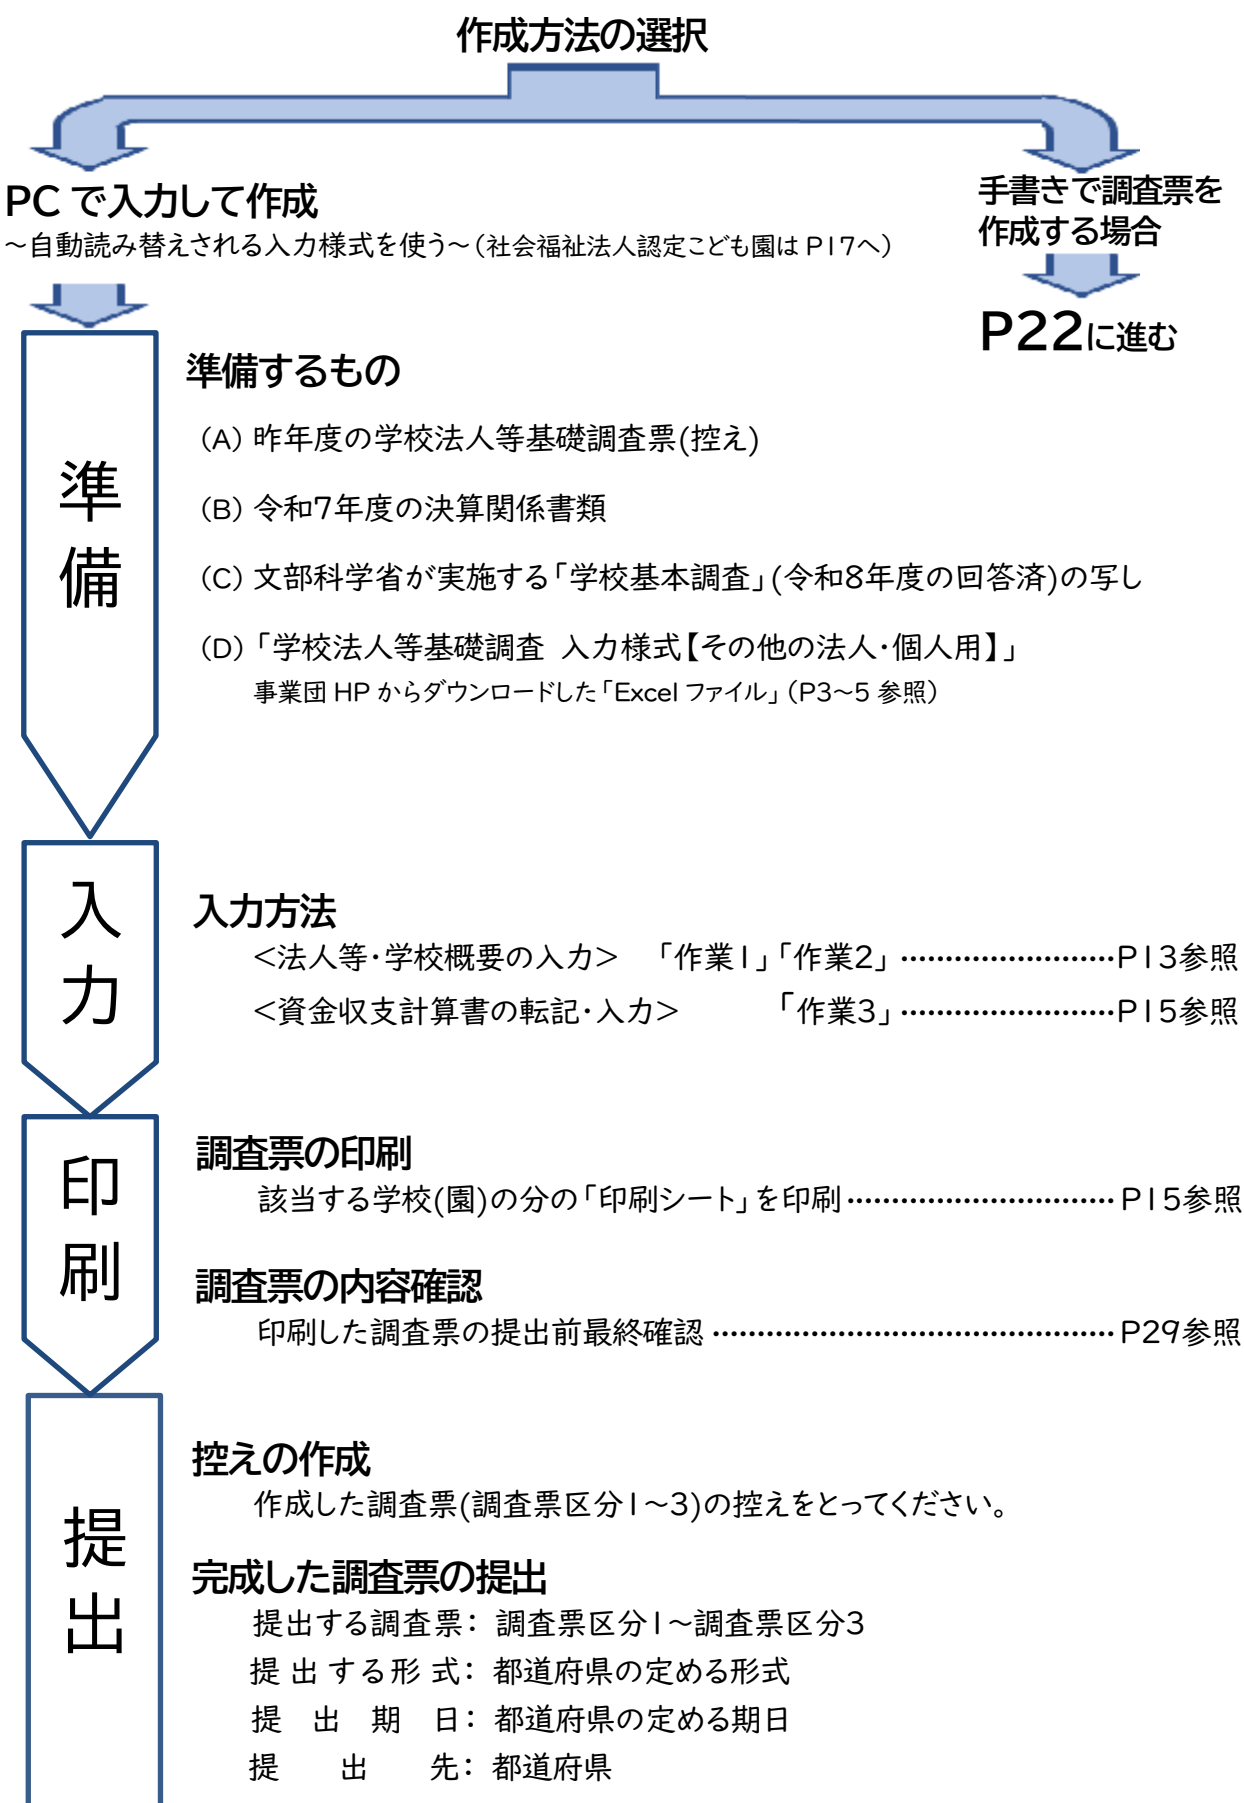 作成方法の選択
PCで入力して作成
～自動読み替えされる入力様式を使う～（社会福祉法人認定こども園はP17へ）
手書きで調査票を
作成する場合
P22に進む
準備
準備するもの
(A) 昨年度の学校法人等基礎調査票(控え)
(B) 令和7年度の決算関係書類
(C) 文部科学省が実施する「学校基本調査」(令和8年度の回答済)の写し
(D) 「学校法人等基礎調査 入力様式【その他の法人・個人用】」
事業団HPからダウンロードした「Excelファイル」（P3～5参照）
入力
入力方法
<法人等・学校概要の入力> 「作業1」「作業2」……………………P13参照
<資金収支計算書の転記・入力> 「作業3」……………………P15参照
印刷
調査票の印刷
該当する学校(園)の分の「印刷シート」を印刷…………………………P15参照
調査票の内容確認
印刷した調査票の提出前最終確認………………………………………P29参照
提出
控えの作成
作成した調査票(調査票区分1～3)の控えをとってください。
完成した調査票の提出
提出する調査票： 調査票区分1～調査票区分3
提出する形式： 都道府県の定める形式
提出期日： 都道府県の定める期日
提出先： 都道府県